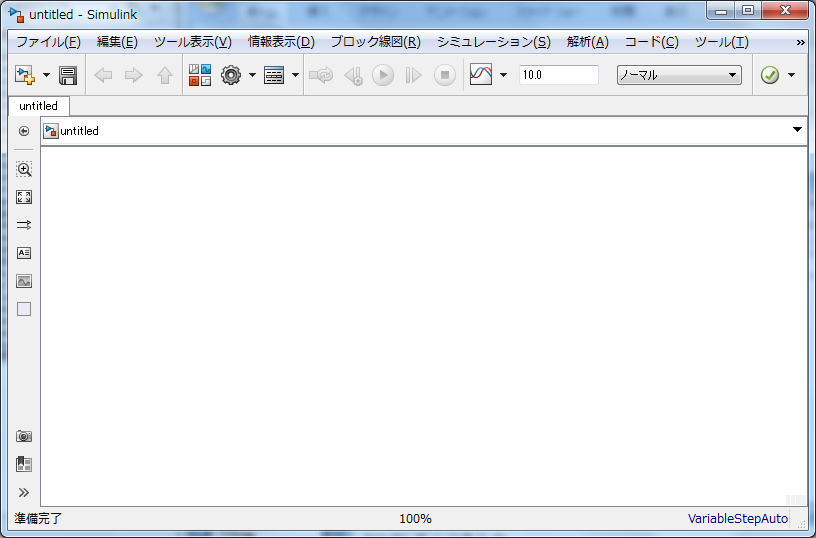 untitled - Simulink
ファイル(F) 編集(E) ツール表示(V) 情報表示(D) ブロック線図(R) シミュレーション(S) 解析(A) コード(C) ツール(T) »
10.0 ノーマル
untitled
untitled
準備完了 100% VariableStepAuto